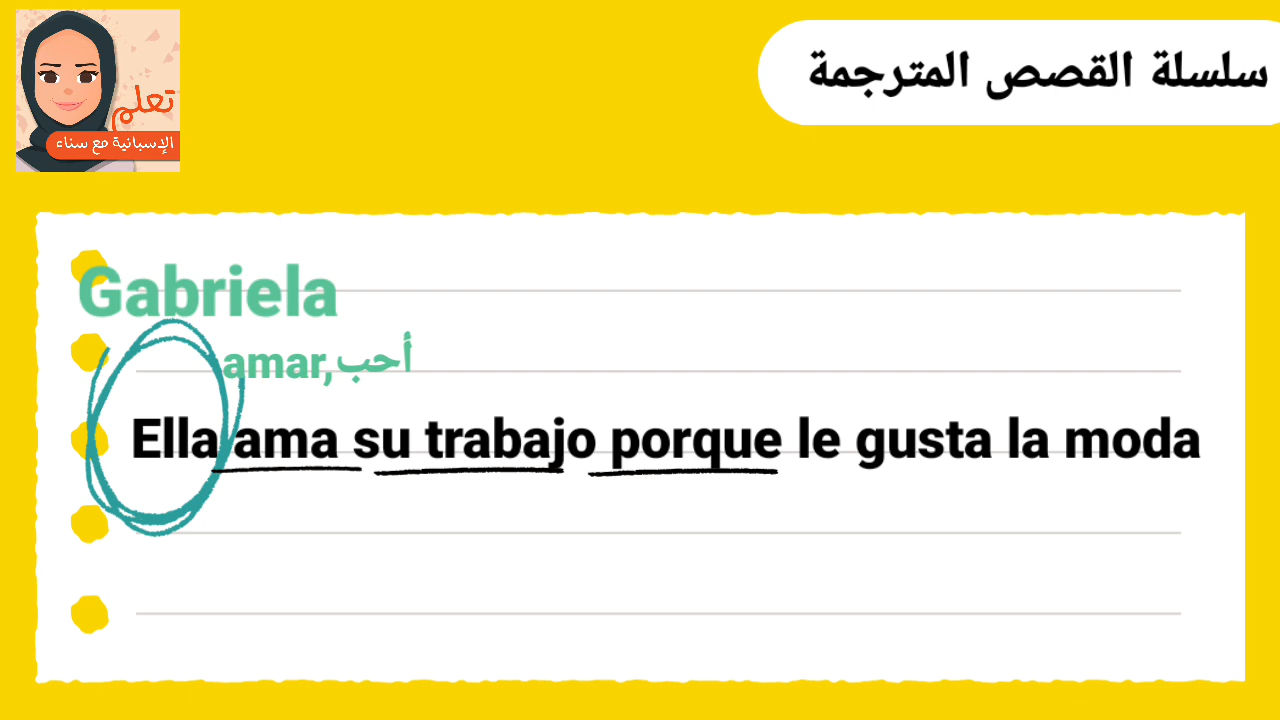 تعلم
الإسبانية مع سناء
سلسلة القصص المترجمة
Gabriela
amar,أحب
Ella ama su trabajo porque le gusta la moda